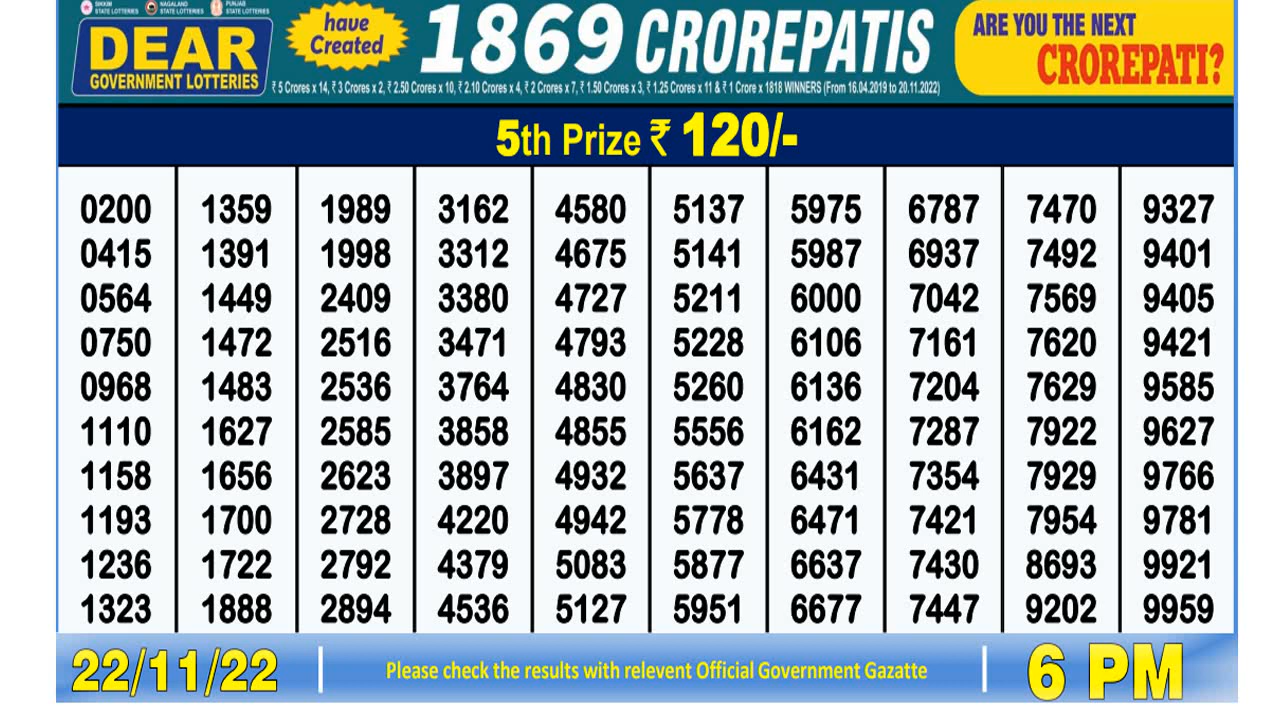 SIKKIM STATE LOTTERIES NAGALAND STATE LOTTERIES PUNJAB STATE LOTTERIES
DEAR
GOVERNMENT LOTTERIES
have
Created
1869 CROREPATIS
₹ 5 Crores x 14, ₹ 3 Crores x 2, ₹ 2.50 Crores x 10, ₹ 2.10 Crores x 4, ₹ 2 Crores x 7, ₹ 1.50 Crores x 3, ₹ 1.25 Crores x 11 & ₹ 1 Crore x 1818 WINNERS (From 16.04.2019 to 20.11.2022)
ARE YOU THE NEXT
CROREPATI?
5th Prize ₹ 120/-
0200 1359 1989 3162 4580 5137 5975 6787 7470 9327
0415 1391 1998 3312 4675 5141 5987 6937 7492 9401
0564 1449 2409 3380 4727 5211 6000 7042 7569 9405
0750 1472 2516 3471 4793 5228 6106 7161 7620 9421
0968 1483 2536 3764 4830 5260 6136 7204 7629 9585
1110 1627 2585 3858 4855 5556 6162 7287 7922 9627
1158 1656 2623 3897 4932 5637 6431 7354 7929 9766
1193 1700 2728 4220 4942 5778 6471 7421 7954 9781
1236 1722 2792 4379 5083 5877 6637 7430 8693 9921
1323 1888 2894 4536 5127 5951 6677 7447 9202 9959
22/11/22 Please check the results with relevent Official Government Gazatte 6 PM